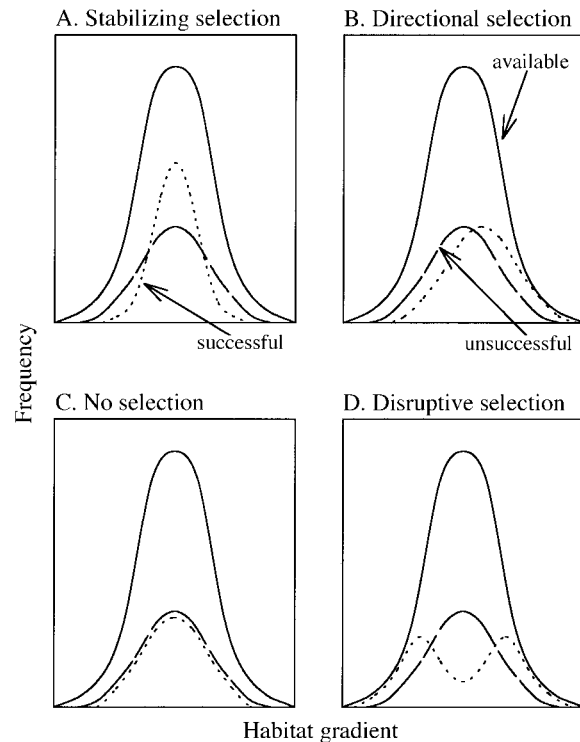 A. Stabilizing selection
B. Directional selection
available
successful
unsuccessful
Frequency
C. No selection
D. Disruptive selection
Habitat gradient